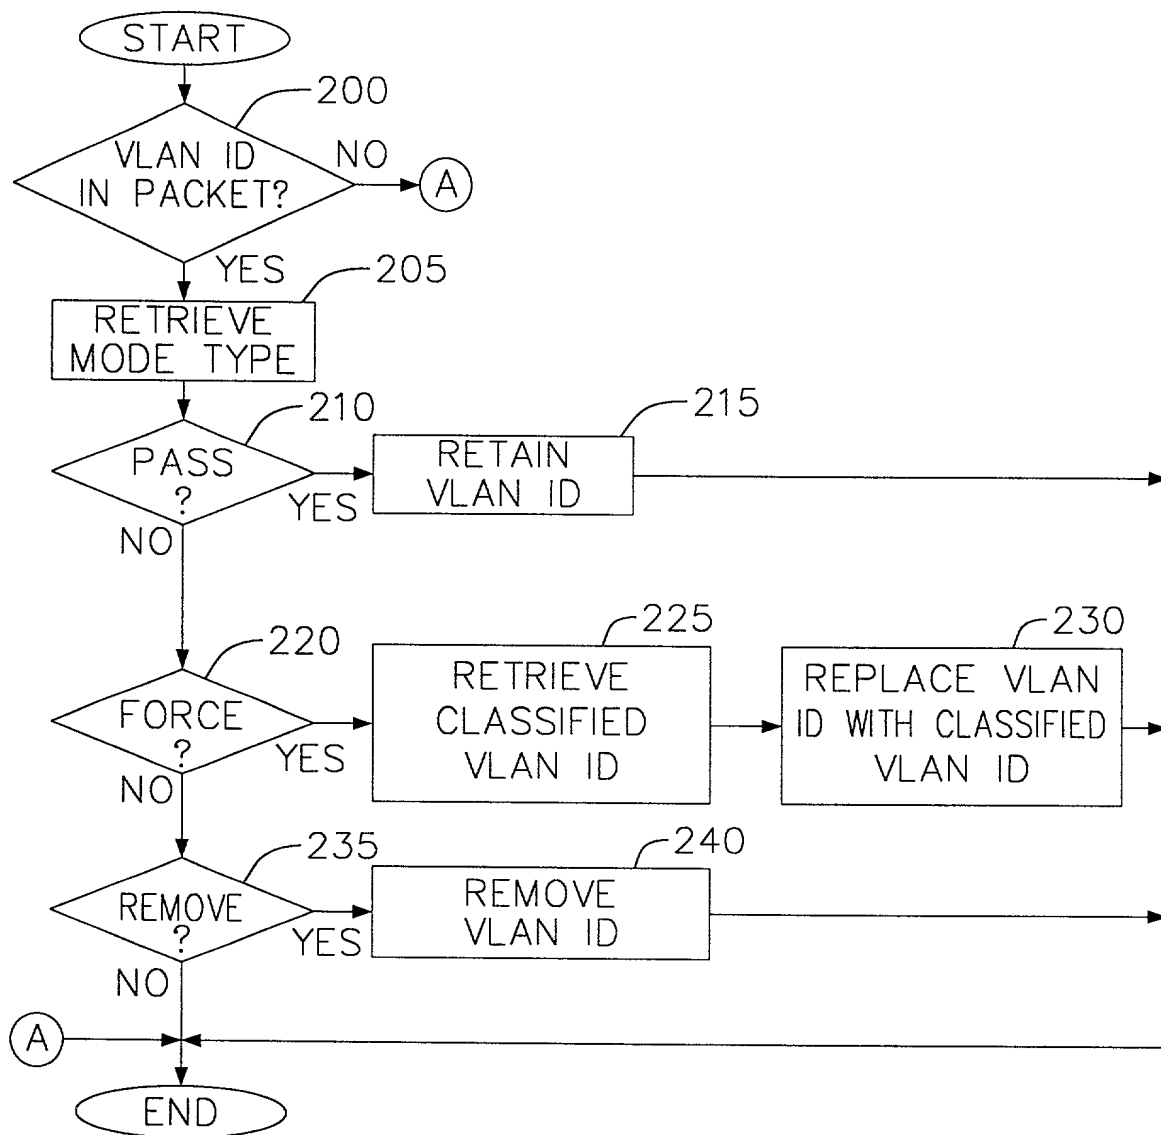 START
200
VLAN ID
IN PACKET?
NO
A
YES
205
RETRIEVE
MODE TYPE
210
PASS
?
YES
215
RETAIN
VLAN ID
NO
220
FORCE
?
YES
225
RETRIEVE
CLASSIFIED
VLAN ID
230
REPLACE VLAN
ID WITH CLASSIFIED
VLAN ID
NO
235
REMOVE
?
YES
240
REMOVE
VLAN ID
NO
A
END